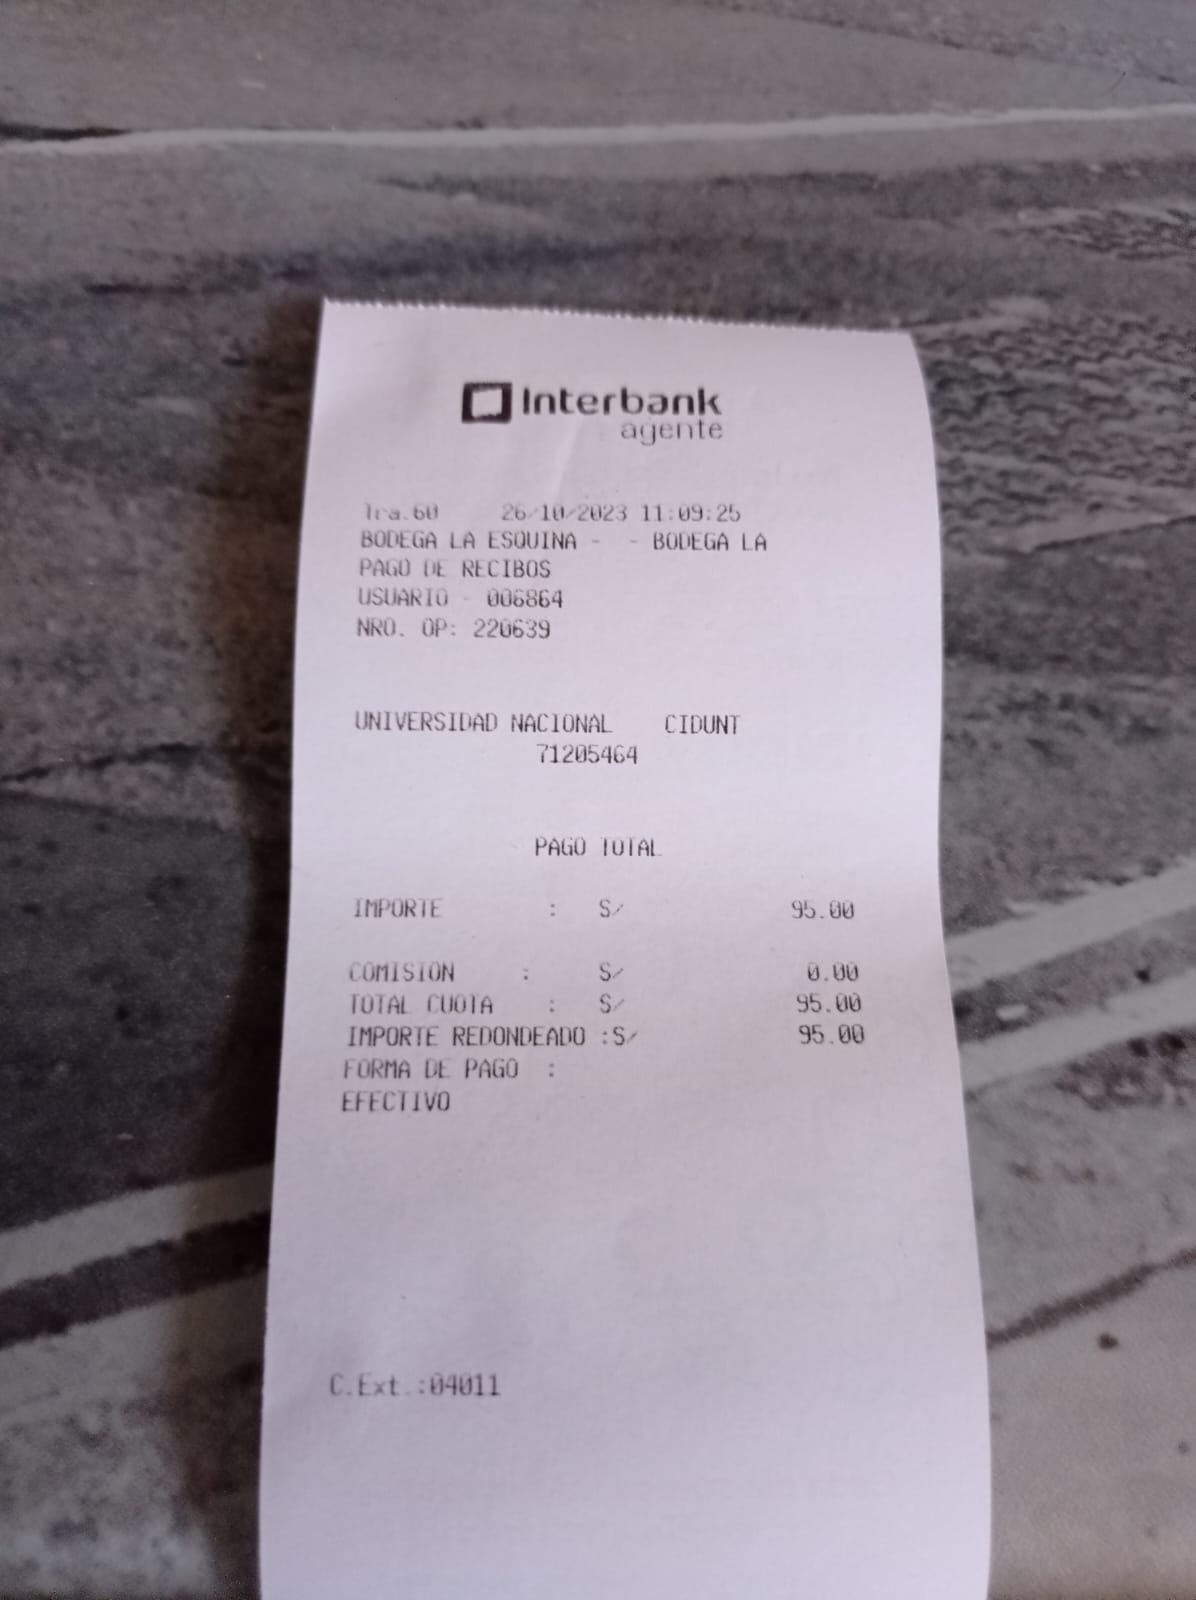 Interbank
agente
Tra.60 26/10/2023 11:09:25
BODEGA LA ESQUINA - - BODEGA LA
PAGO DE RECIBOS
USUARIO - 006864
NRO. OP: 220639
UNIVERSIDAD NACIONAL CIDUNT
71205464
PAGO TOTAL
IMPORTE : S/ 95.00
COMISION : S/ 0.00
TOTAL CUOTA : S/ 95.00
IMPORTE REDONDEADO :S/ 95.00
FORMA DE PAGO :
EFECTIVO
C.Ext.:04011